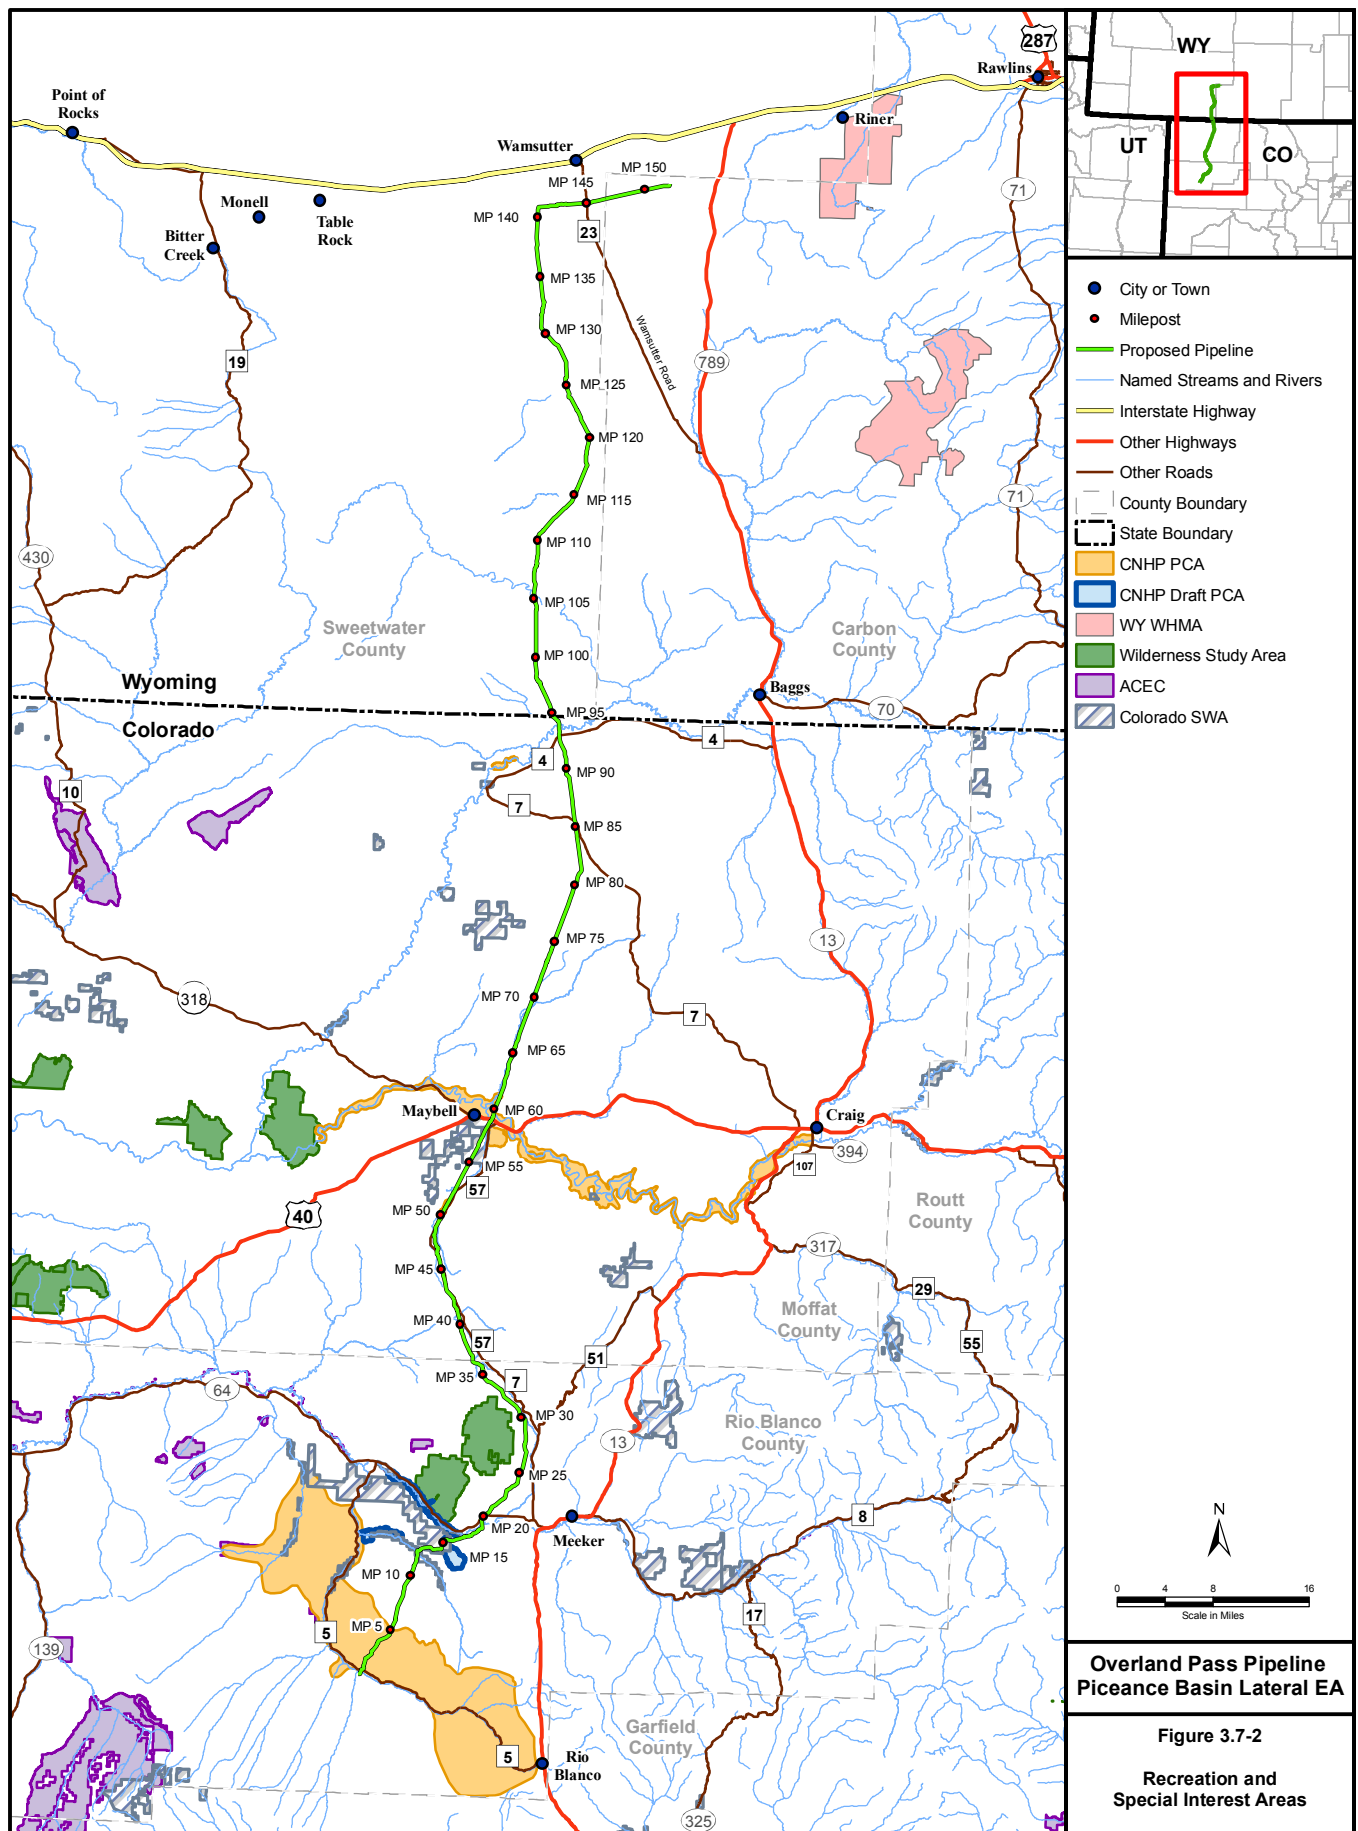 287
Rawlins
Point of
Rocks
Riner
Wamsutter
MP 150
MP 145
MP 140
23
71
Monell
Table
Rock
Bitter
Creek
MP 135
MP 130
Wamsutter Road
19
789
MP 125
MP 120
MP 115
71
430
MP 110
MP 105
Sweetwater
County
Carbon
County
MP 100
Wyoming
Baggs
70
MP 95
Colorado
4
4
MP 90
10
7
MP 85
MP 80
MP 75
13
318
MP 70
7
MP 65
MP 60
Maybell
Craig
394
107
MP 55
57
MP 50
40
Routt
County
317
MP 45
29
Moffat
County
MP 40
57
55
51
MP 35
7
64
MP 30
Rio Blanco
County
13
MP 25
8
MP 20
Meeker
MP 15
MP 10
17
MP 5
5
139
Garfield
County
5
Rio
Blanco
325
WY
UT
CO
City or Town
Milepost
Proposed Pipeline
Named Streams and Rivers
Interstate Highway
Other Highways
Other Roads
County Boundary
State Boundary
CNHP PCA
CNHP Draft PCA
WY WHMA
Wilderness Study Area
ACEC
Colorado SWA
N
0 4 8 16
Scale in Miles
Overland Pass Pipeline
Piceance Basin Lateral EA
Figure 3.7-2
Recreation and
Special Interest Areas